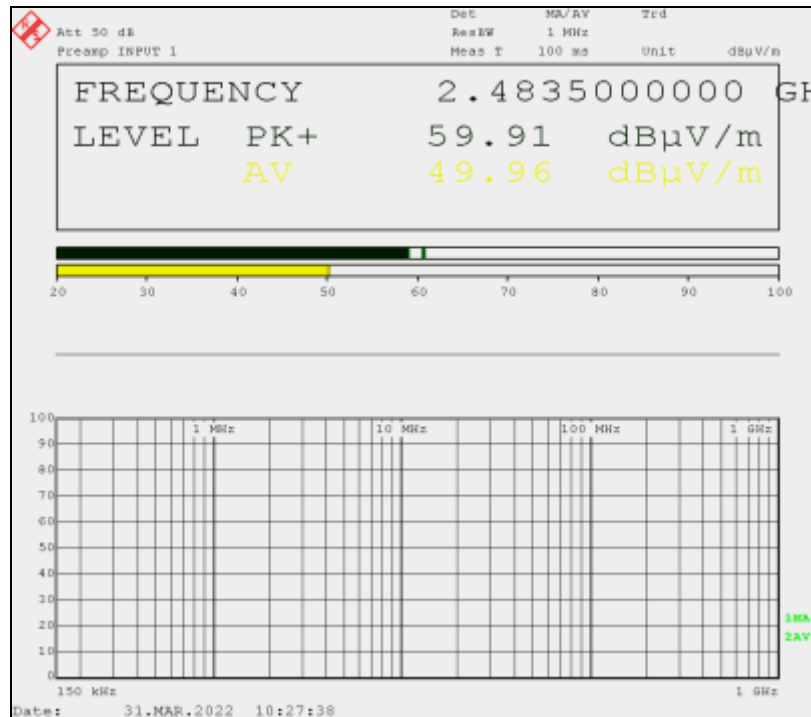 Det MA/AV Trd
Att 50 dB ResBW 1 MHz
Preamp INPUT 1 Meas T 100 ms Unit dBµV/m
FREQUENCY 2.4835000000 GH
LEVEL PK+ 59.91 dBµV/m
AV 49.96 dBµV/m
20 30 40 50 60 70 80 90 100
100 1 MHz 10 MHz 100 MHz 1 GHz
90
80
70
60
50
40
30
20 1MA
2AV
10
0
150 kHz 1 GHz
Date: 31.MAR.2022 10:27:38